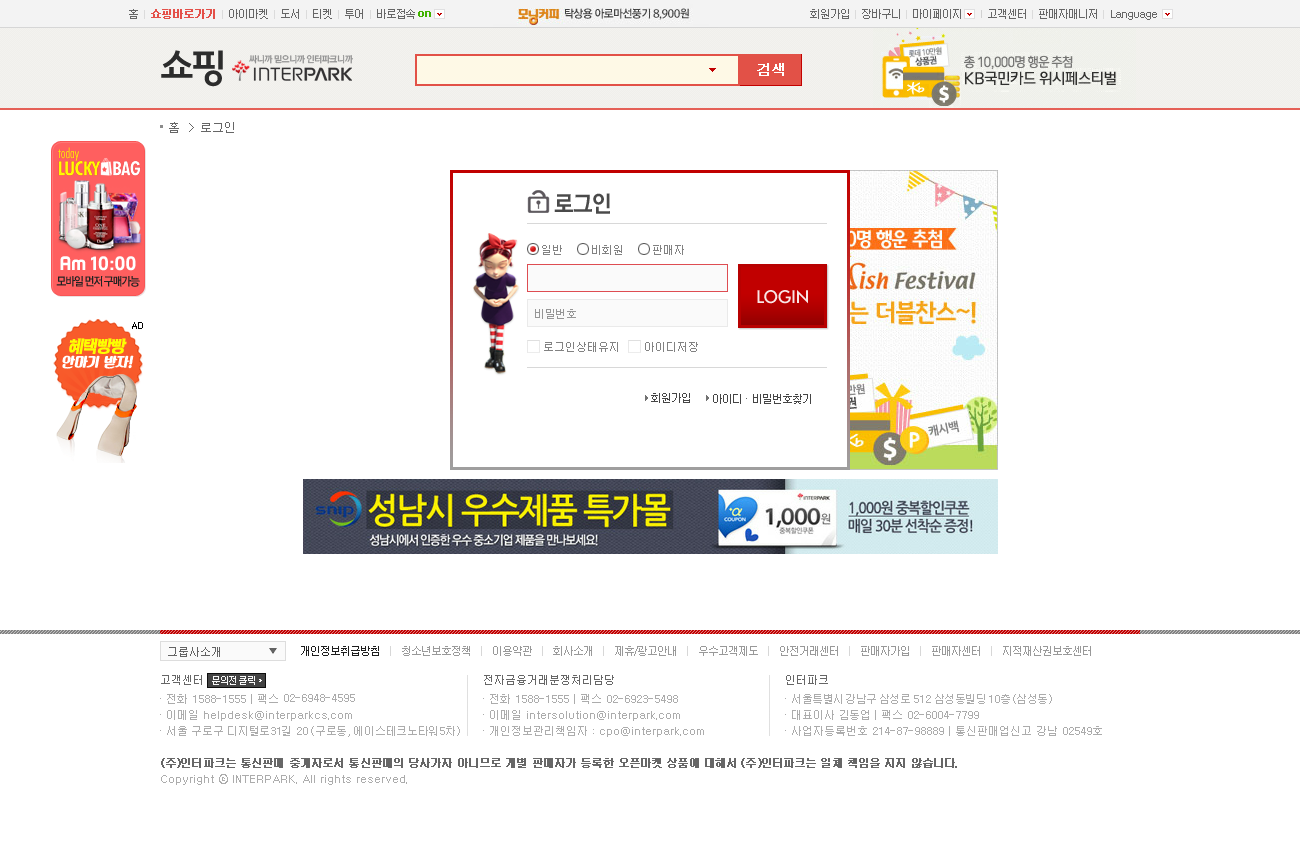 홈 쇼핑바로가기 아이마켓 도서 티켓 투어 바로접속 on 모닝커피 탁상용 아로마선풍기 8,900원 회원가입 장바구니 마이페이지 고객센터 판매자매니저 Language
쇼핑 싸니까 믿으니까 인터파크니까
INTERPARK
검색
롯데 10만원
상품권
총 10,000명 행운 추첨
KB국민카드 위시페스티벌
홈 > 로그인
today
LUCKY BAG
Am 10:00
모바일 먼저 구매가능
AD
혜택빵빵
안마기 받자!
로그인
일반 비회원 판매자
LOGIN
비밀번호
로그인상태유지 아이디저장
회원가입 아이디 · 비밀번호찾기
0명 행운 추첨
ish Festival
는 더블찬스~!
만원
권
캐시백
snip 성남시 우수제품 특가몰
성남시에서 인증한 우수 중소기업 제품을 만나보세요!
INTERPARK
COUPON
1,000원
중복할인쿠폰
1,000원 중복할인쿠폰
매일 30분 선착순 증정!
그룹사소개 개인정보취급방침 청소년보호정책 이용약관 회사소개 제휴/광고안내 우수고객제도 안전거래센터 판매자가입 판매자센터 지적재산권보호센터
고객센터 문의전 클릭
· 전화 1588-1555 | 팩스 02-6948-4595
· 이메일 helpdesk@interparkcs.com
· 서울 구로구 디지털로31길 20 (구로동, 에이스테크노타워5차)
전자금융거래분쟁처리담당
· 전화 1588-1555 | 팩스 02-6923-5498
· 이메일 intersolution@interpark.com
· 개인정보관리책임자 : cpo@interpark.com
인터파크
· 서울특별시 강남구 삼성로 512 삼성동빌딩 10층 (삼성동)
· 대표이사 김동업 | 팩스 02-6004-7799
· 사업자등록번호 214-87-98889 | 통신판매업신고 강남 02549호
(주)인터파크는 통신판매 중개자로서 통신판매의 당사가자 아니므로 개별 판매자가 등록한 오픈마켓 상품에 대해서 (주)인터파크는 일체 책임을 지지 않습니다.
Copyright ⓒ INTERPARK. All rights reserved.